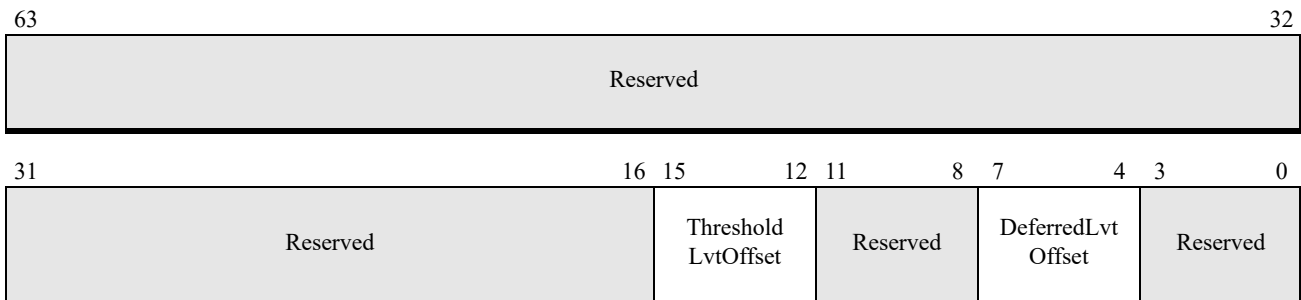 63 32
Reserved
31 16 15 12 11 8 7 4 3 0
Reserved
Threshold
LvtOffset
Reserved
DeferredLvt
Offset
Reserved